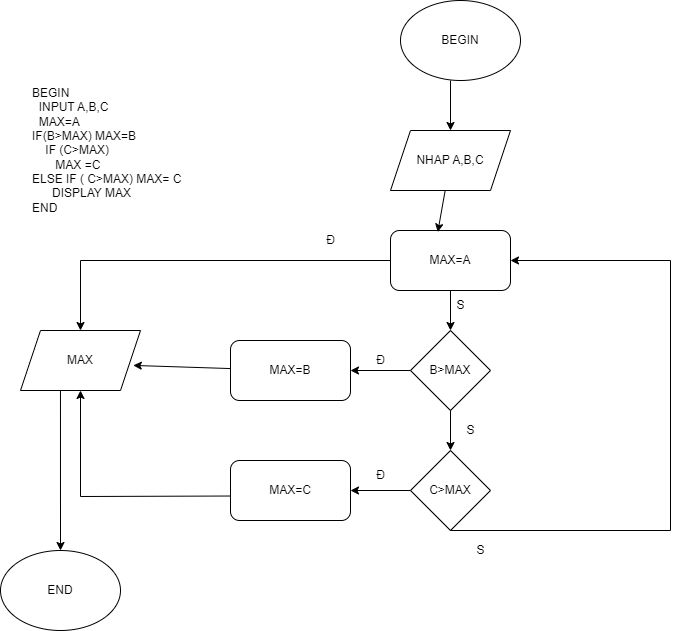 BEGIN
INPUT A,B,C
MAX=A
IF(B>MAX) MAX=B
IF (C>MAX)
MAX =C
ELSE IF ( C>MAX) MAX= C
DISPLAY MAX
END
BEGIN
NHAP A,B,C
Đ
MAX=A
S
MAX
MAX=B
Đ
B>MAX
S
MAX=C
Đ
C>MAX
S
END